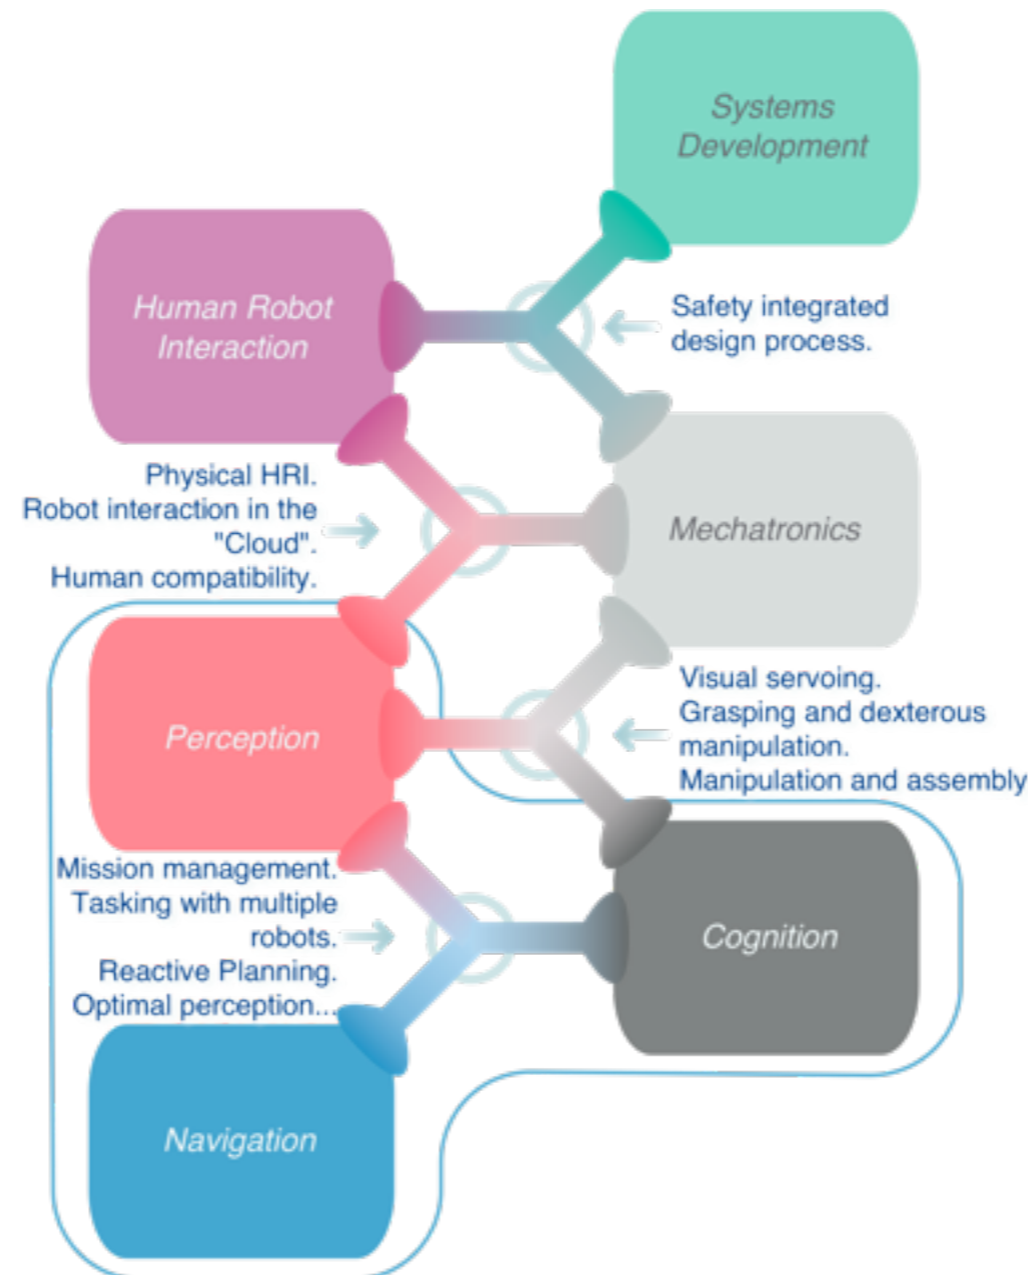 Systems
Development
Human Robot
Interaction
Safety integrated
design process.
Physical HRI.
Robot interaction in the
"Cloud".
Human compatibility.
Mechatronics
Perception
Visual servoing.
Grasping and dexterous
manipulation.
Manipulation and assembly
Mission management.
Tasking with multiple
robots.
Reactive Planning.
Optimal perception...
Cognition
Navigation